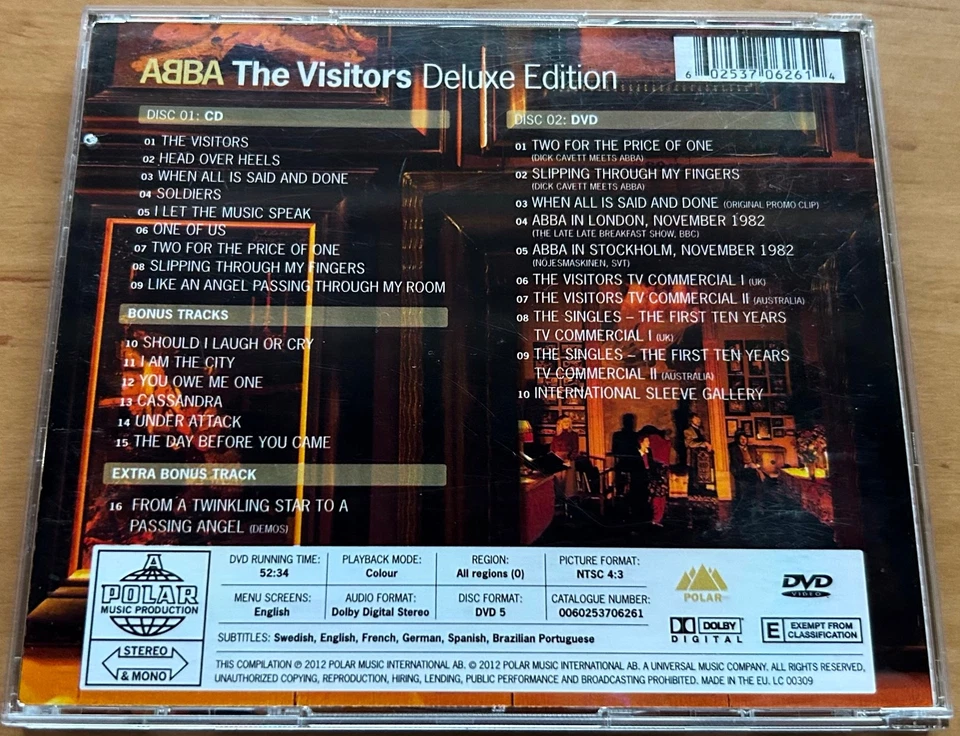 ABBA The Visitors Deluxe Edition
6 02537 06261 4
DISC 01: CD
01 THE VISITORS
02 HEAD OVER HEELS
03 WHEN ALL IS SAID AND DONE
04 SOLDIERS
05 I LET THE MUSIC SPEAK
06 ONE OF US
07 TWO FOR THE PRICE OF ONE
08 SLIPPING THROUGH MY FINGERS
09 LIKE AN ANGEL PASSING THROUGH MY ROOM
BONUS TRACKS
10 SHOULD I LAUGH OR CRY
11 I AM THE CITY
12 YOU OWE ME ONE
13 CASSANDRA
14 UNDER ATTACK
15 THE DAY BEFORE YOU CAME
EXTRA BONUS TRACK
16 FROM A TWINKLING STAR TO A
PASSING ANGEL (DEMOS)
DISC 02: DVD
01 TWO FOR THE PRICE OF ONE
(DICK CAVETT MEETS ABBA)
02 SLIPPING THROUGH MY FINGERS
(DICK CAVETT MEETS ABBA)
03 WHEN ALL IS SAID AND DONE (ORIGINAL PROMO CLIP)
04 ABBA IN LONDON, NOVEMBER 1982
(THE LATE LATE BREAKFAST SHOW, BBC)
05 ABBA IN STOCKHOLM, NOVEMBER 1982
(NÖJESMASKINEN, SVT)
06 THE VISITORS TV COMMERCIAL I (UK)
07 THE VISITORS TV COMMERCIAL II (AUSTRALIA)
08 THE SINGLES – THE FIRST TEN YEARS
TV COMMERCIAL I (UK)
09 THE SINGLES – THE FIRST TEN YEARS
TV COMMERCIAL II (AUSTRALIA)
10 INTERNATIONAL SLEEVE GALLERY
A
POLAR
MUSIC PRODUCTION
STEREO
& MONO
DVD RUNNING TIME:
52:34
PLAYBACK MODE:
Colour
REGION:
All regions (0)
PICTURE FORMAT:
NTSC 4:3
MENU SCREENS:
English
AUDIO FORMAT:
Dolby Digital Stereo
DISC FORMAT:
DVD 5
CATALOGUE NUMBER:
0060253706261
SUBTITLES: Swedish, English, French, German, Spanish, Brazilian Portuguese
POLAR
DVD
VIDEO
DOLBY
DIGITAL
E EXEMPT FROM
CLASSIFICATION
THIS COMPILATION ℗ 2012 POLAR MUSIC INTERNATIONAL AB. © 2012 POLAR MUSIC INTERNATIONAL AB. A UNIVERSAL MUSIC COMPANY. ALL RIGHTS RESERVED,
UNAUTHORIZED COPYING, REPRODUCTION, HIRING, LENDING, PUBLIC PERFORMANCE AND BROADCASTING PROHIBITED. MADE IN THE EU. LC 00309